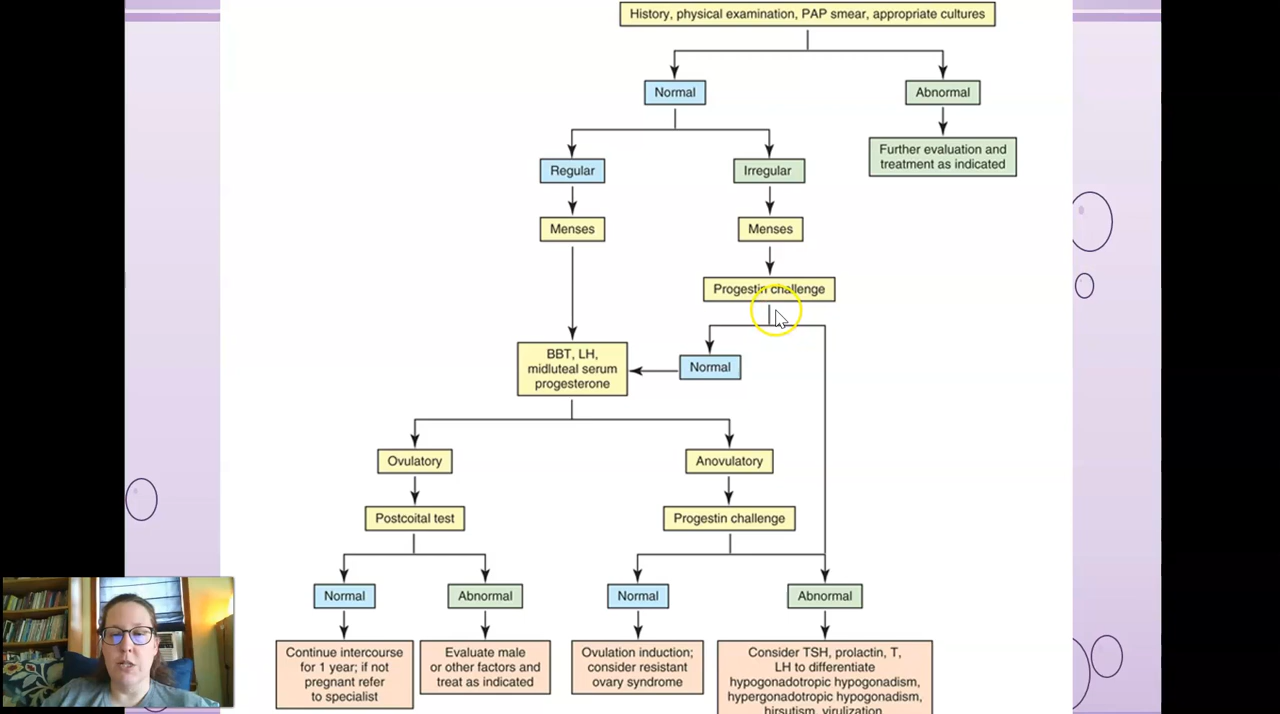 History, physical examination, PAP smear, appropriate cultures
Normal
Abnormal
Further evaluation and
treatment as indicated
Regular
Irregular
Menses
Menses
Progestin challenge
BBT, LH,
midluteal serum
progesterone
Normal
Ovulatory
Anovulatory
Postcoital test
Progestin challenge
Normal
Abnormal
Normal
Abnormal
Continue intercourse
for 1 year; if not
pregnant refer
to specialist
Evaluate male
or other factors and
treat as indicated
Ovulation induction;
consider resistant
ovary syndrome
Consider TSH, prolactin, T,
LH to differentiate
hypogonadotropic hypogonadism,
hypergonadotropic hypogonadism,
hirsutism, virulization